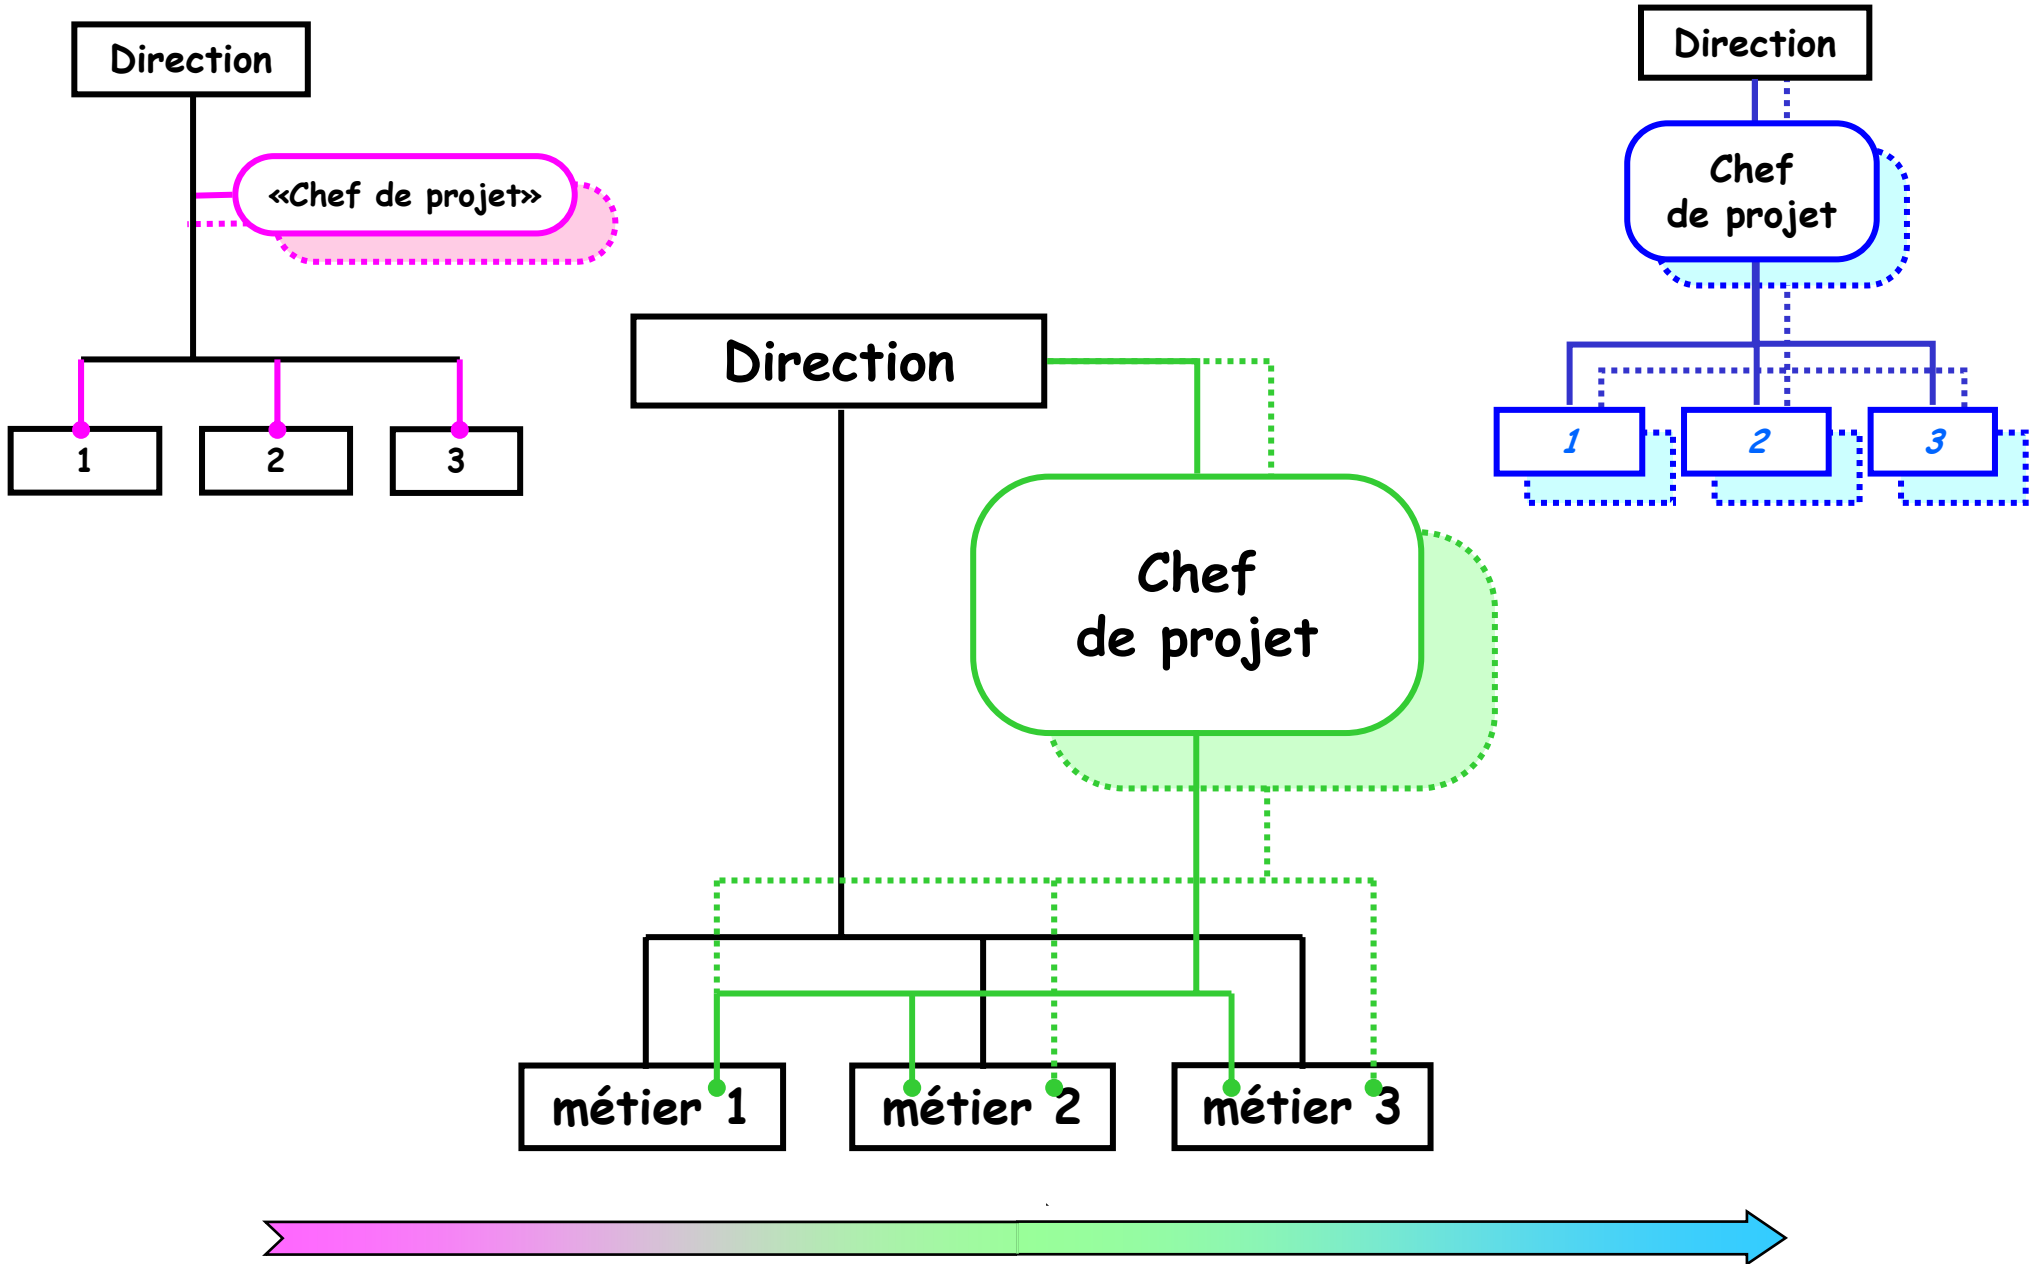 Direction
«Chef de projet»
1
2
3
Direction
Chef
de projet
métier 1
métier 2
métier 3
Direction
Chef
de projet
1
2
3